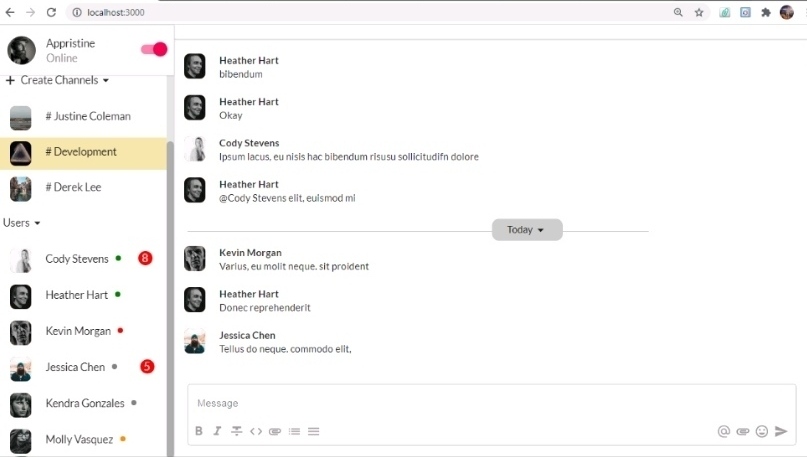 localhost:3000
Appristine
Online
+ Create Channels
# Justine Coleman
# Development
# Derek Lee
Users
Cody Stevens 8
Heather Hart
Kevin Morgan
Jessica Chen 5
Kendra Gonzales
Molly Vasquez
Heather Hart
bibendum
Heather Hart
Okay
Cody Stevens
Ipsum lacus, eu nisis hac bibendum risusu sollicitudifn dolore
Heather Hart
@Cody Stevens elit, euismod mi
Today
Kevin Morgan
Varius, eu molit neque. sit proident
Heather Hart
Donec reprehenderit
Jessica Chen
Tellus do neque. commodo elit,
Message
B I T <> @